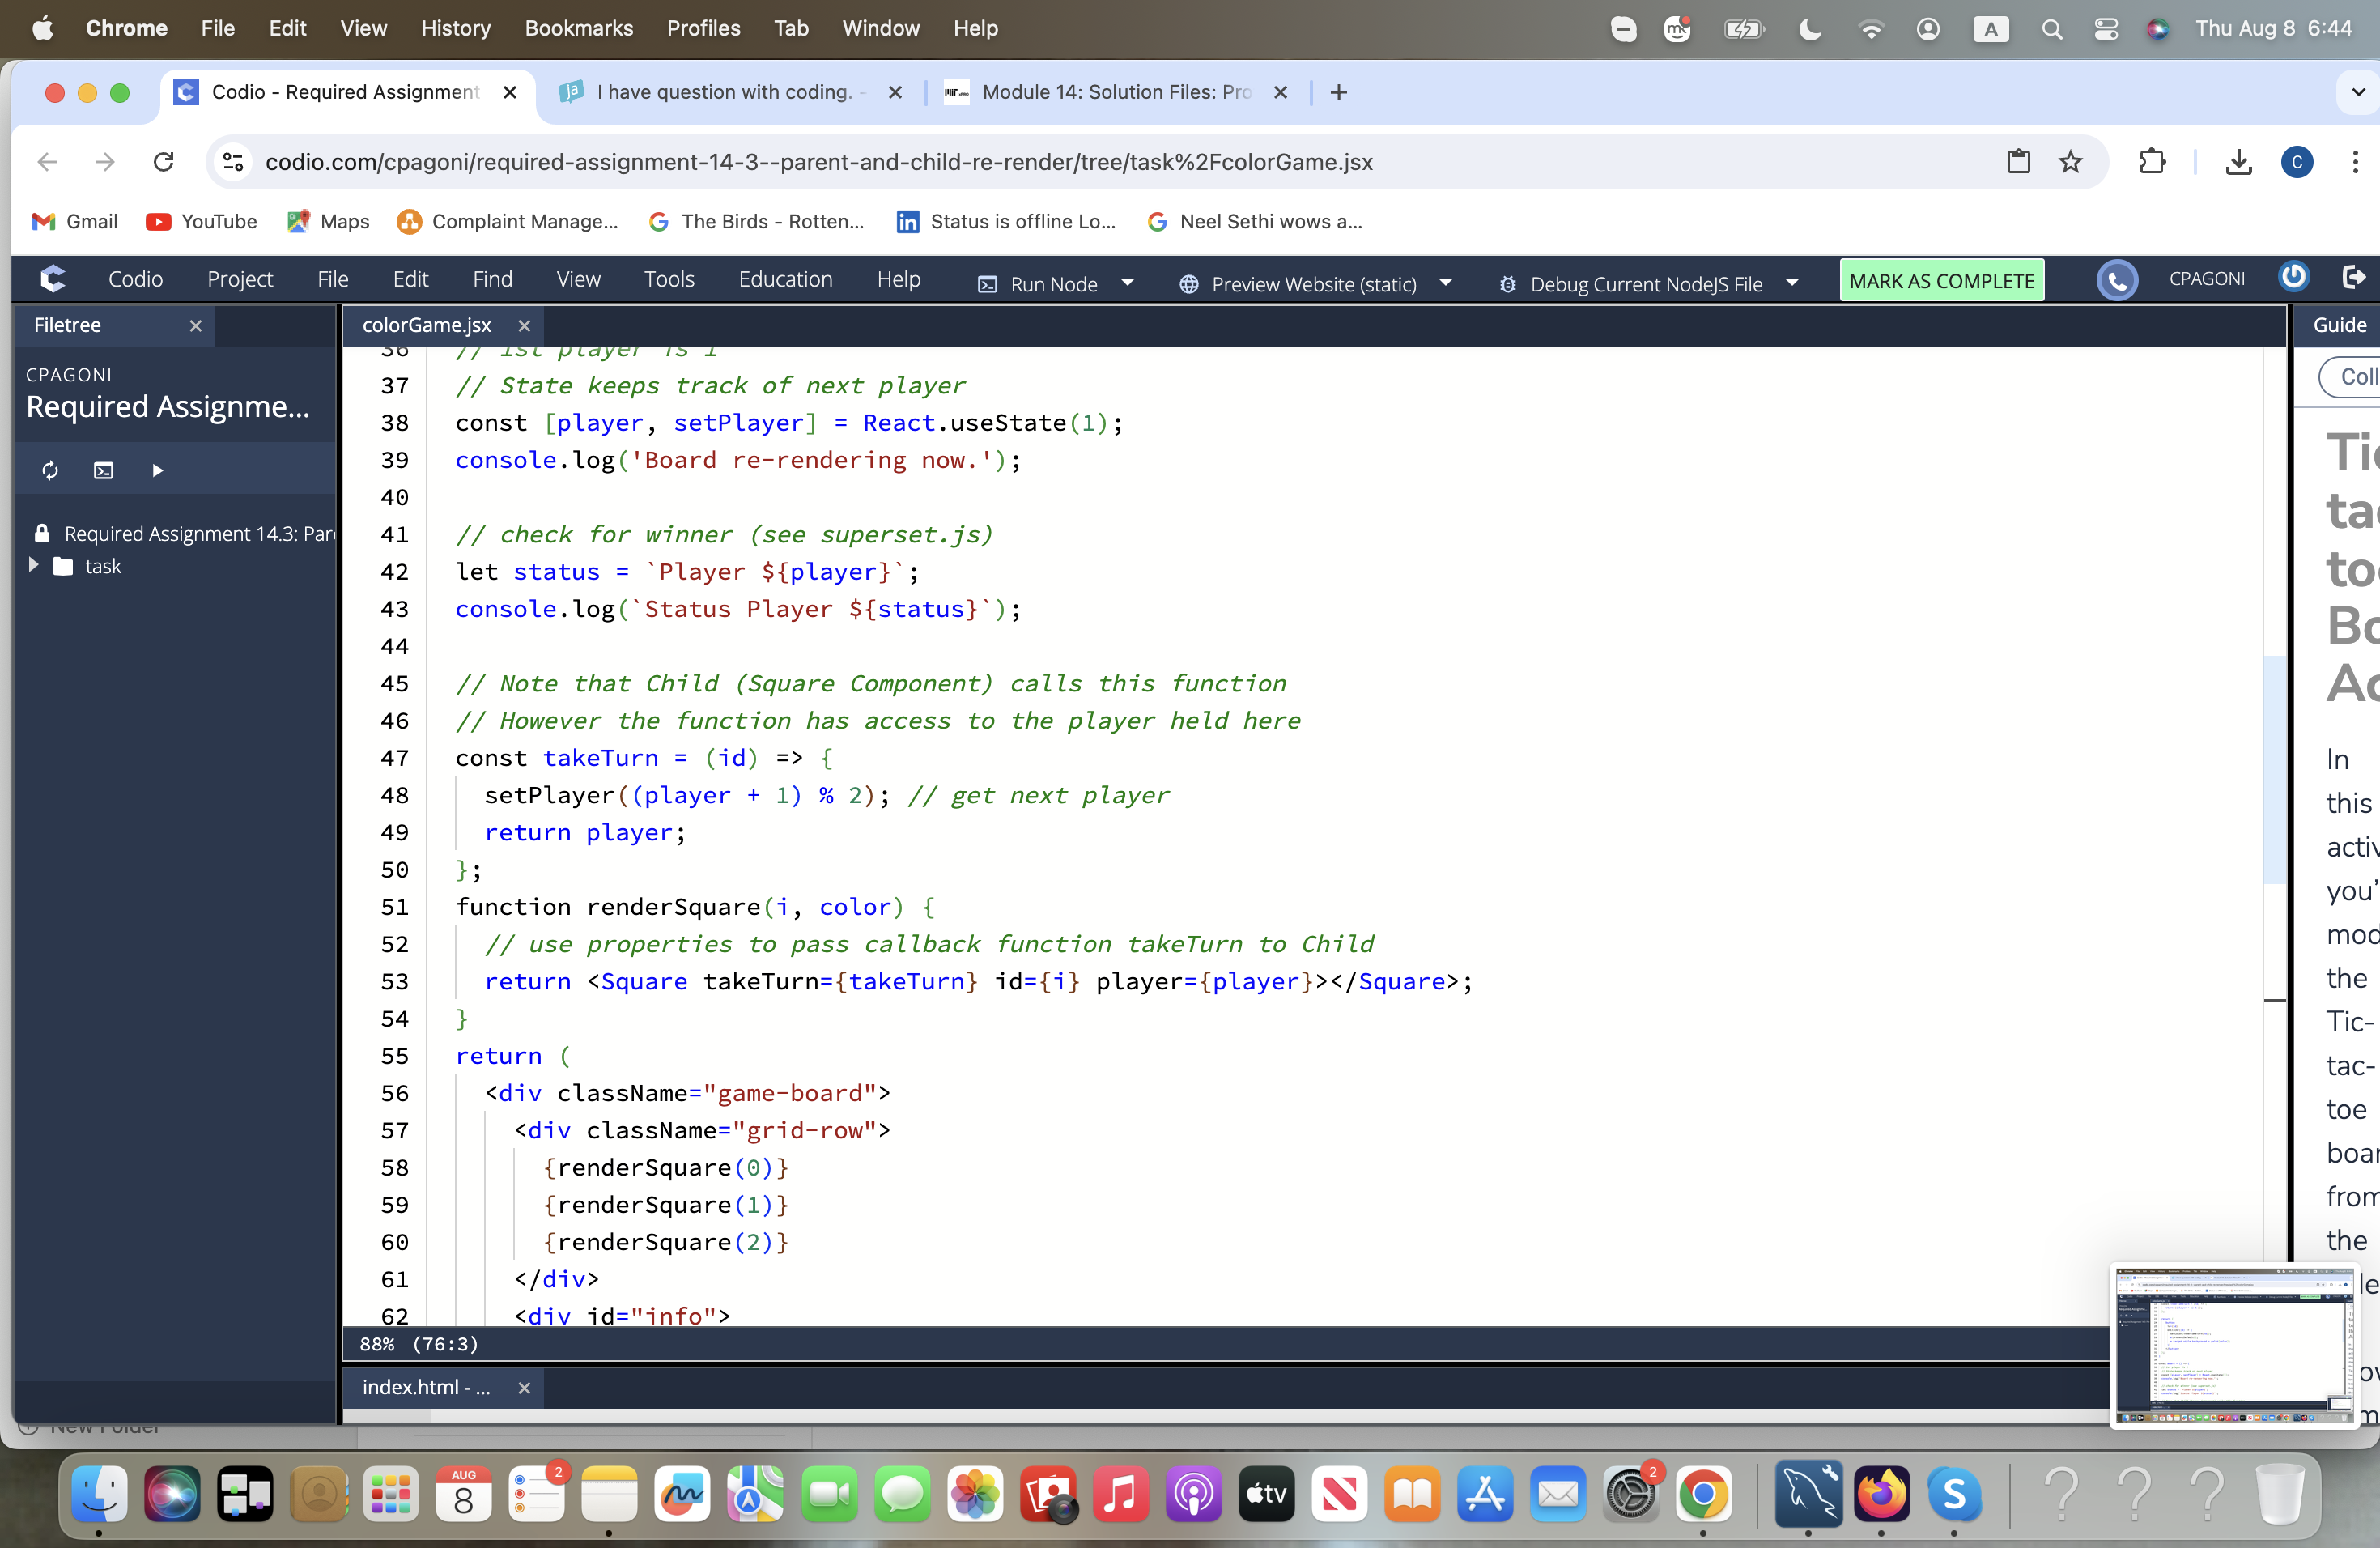 Chrome File Edit View History Bookmarks Profiles Tab Window Help A Thu Aug 8 6:44
Codio - Required Assignment I have question with coding. - Module 14: Solution Files: Pro
codio.com/cpagoni/required-assignment-14-3--parent-and-child-re-render/tree/task%2FcolorGame.jsx C
Gmail YouTube Maps Complaint Manage... The Birds - Rotten... Status is offline Lo... Neel Sethi wows a...
Codio Project File Edit Find View Tools Education Help Run Node Preview Website (static) Debug Current NodeJS File MARK AS COMPLETE CPAGONI
Filetree
CPAGONI
Required Assignme...
Required Assignment 14.3: Par
task
colorGame.jsx
36 // 1st player is 1
37 // State keeps track of next player
38 const [player, setPlayer] = React.useState(1);
39 console.log('Board re-rendering now.');
40
41 // check for winner (see superset.js)
42 let status = `Player ${player}`;
43 console.log(`Status Player ${status}`);
44
45 // Note that Child (Square Component) calls this function
46 // However the function has access to the player held here
47 const takeTurn = (id) => {
48 setPlayer((player + 1) % 2); // get next player
49 return player;
50 };
51 function renderSquare(i, color) {
52 // use properties to pass callback function takeTurn to Child
53 return <Square takeTurn={takeTurn} id={i} player={player}></Square>;
54 }
55 return (
56 <div className="game-board">
57 <div className="grid-row">
58 {renderSquare(0)}
59 {renderSquare(1)}
60 {renderSquare(2)}
61 </div>
62 <div id="info">
88% (76:3)
index.html - ...
Guide
Coll
Tic
tac
toe
Bo
Ac
In
this
activ
you'
mod
the
Tic-
tac-
toe
boar
from
the
New Folder
AUG
8
2
tv
2
S